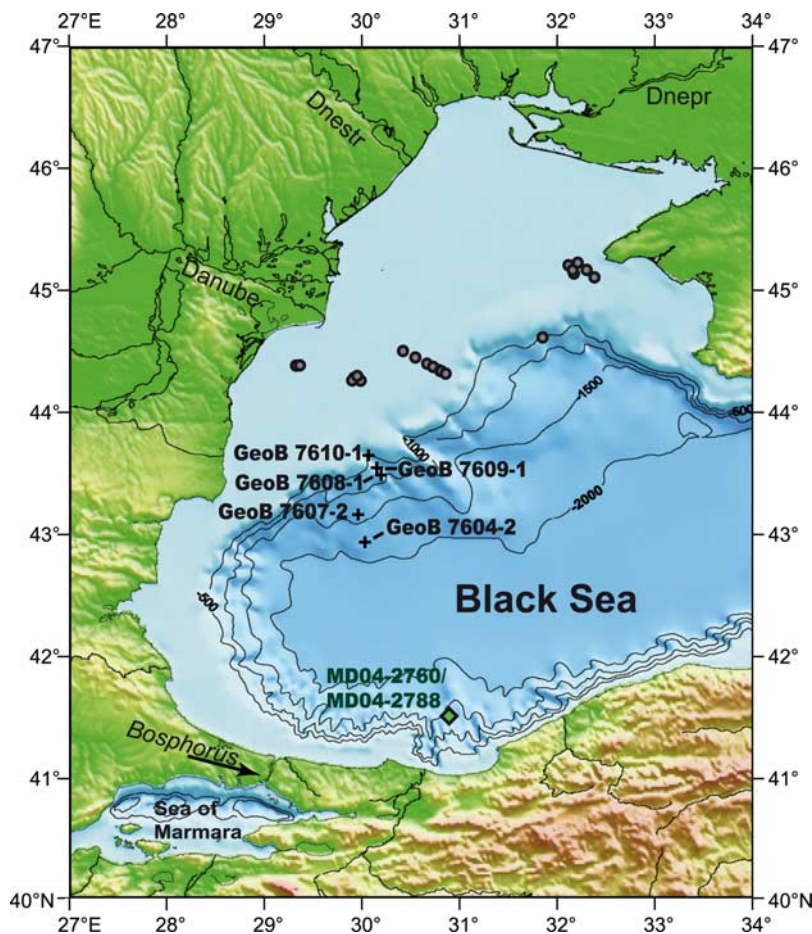 27°E 28° 29° 30° 31° 32° 33° 34°
47° 47°
Dnepr
Dnestr
46° 46°
Danube
45° 45°
44° 44°
-1500
-500
-1000
-2000
GeoB 7610-1
GeoB 7609-1
GeoB 7608-1
GeoB 7607-2
GeoB 7604-2
43° 43°
-500
Black Sea
42° 42°
MD04-2760/
MD04-2788
Bosphorus
41° 41°
Sea of
Marmara
40°N 40°
27°E 28° 29° 30° 31° 32° 33° 34°